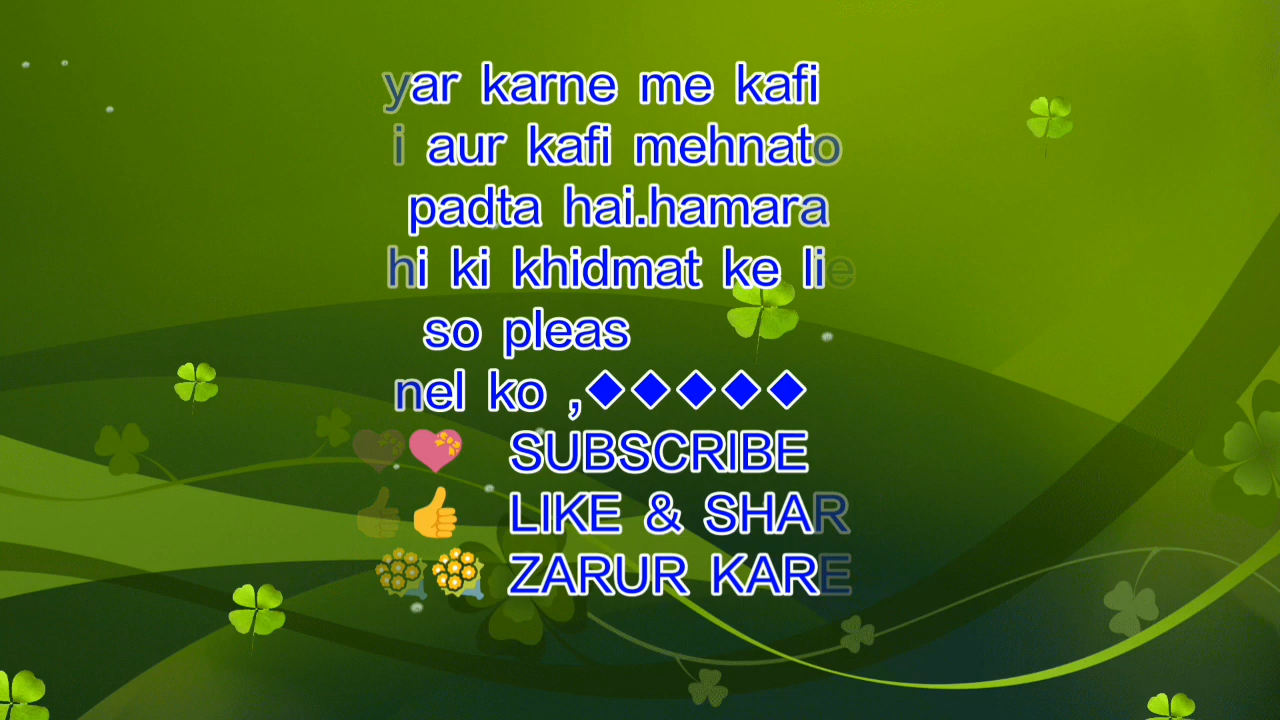 yar karne me kafi
i aur kafi mehnato
padta hai.hamara
hi ki khidmat ke lie
so pleas
nel ko ,◆◆◆◆◆
💝💝 SUBSCRIBE
👍👍 LIKE & SHAR
💐💐 ZARUR KARE